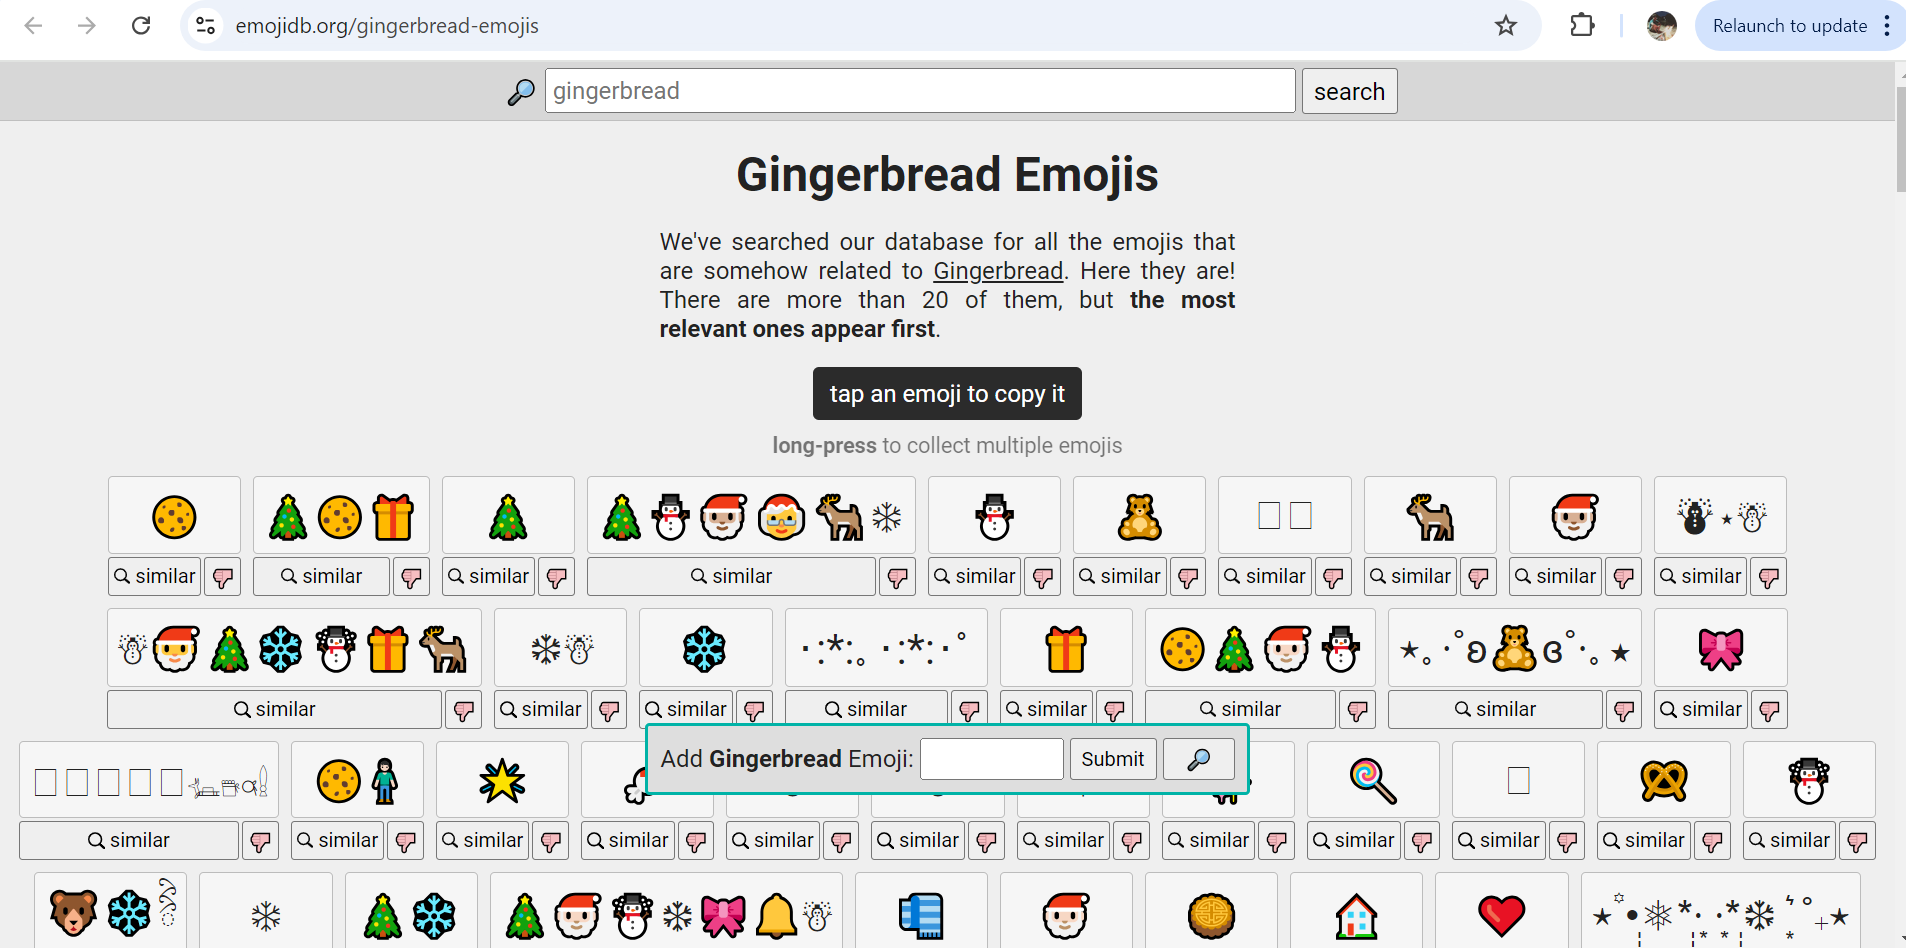 emojidb.org/gingerbread-emojis
Relaunch to update
gingerbread
search
Gingerbread Emojis
We've searched our database for all the emojis that
are somehow related to Gingerbread. Here they are!
There are more than 20 of them, but the most
relevant ones appear first.
tap an emoji to copy it
long-press to collect multiple emojis
similar similar similar similar similar similar similar similar similar similar
similar similar similar similar similar similar similar similar
Add Gingerbread Emoji: Submit
similar similar similar similar similar similar similar similar similar similar similar similar